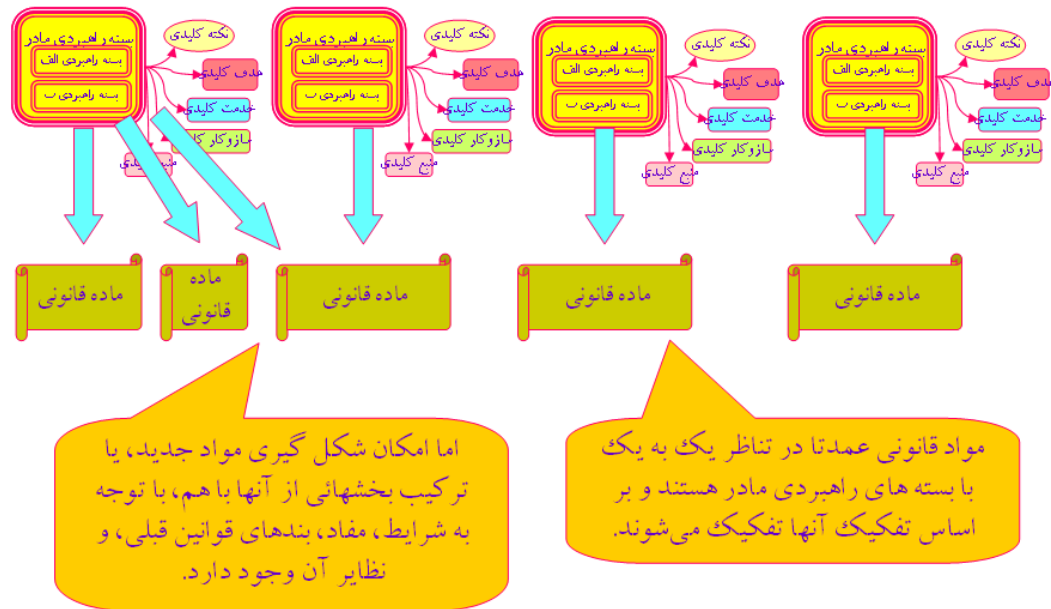 بسته راهبردی مادر
بسته راهبردی الف
بسته راهبردی ب
نکته کلیدی
هدف کلیدی
خدمت کلیدی
سازوکار کلیدی
منبع کلیدی
بسته راهبردی مادر
بسته راهبردی الف
بسته راهبردی ب
نکته کلیدی
هدف کلیدی
خدمت کلیدی
سازوکار کلیدی
منبع کلیدی
بسته راهبردی مادر
بسته راهبردی الف
بسته راهبردی ب
نکته کلیدی
هدف کلیدی
خدمت کلیدی
سازوکار کلیدی
منبع کلیدی
بسته راهبردی مادر
بسته راهبردی الف
بسته راهبردی ب
نکته کلیدی
هدف کلیدی
خدمت کلیدی
سازوکار کلیدی
منبع کلیدی
ماده قانونی
ماده قانونی
ماده قانونی
ماده
قانونی
ماده قانونی
مواد قانونی عمدتا در تناظر یک به یک
با بسته های راهبردی مادر هستند و بر
اساس تفکیک آنها تفکیک می‌شوند.
اما امکان شکل گیری مواد جدید، یا
ترکیب بخشهائی از آنها با هم، با توجه
به شرایط، مفاد، بندهای قوانین قبلی، و
نظایر آن وجود دارد.